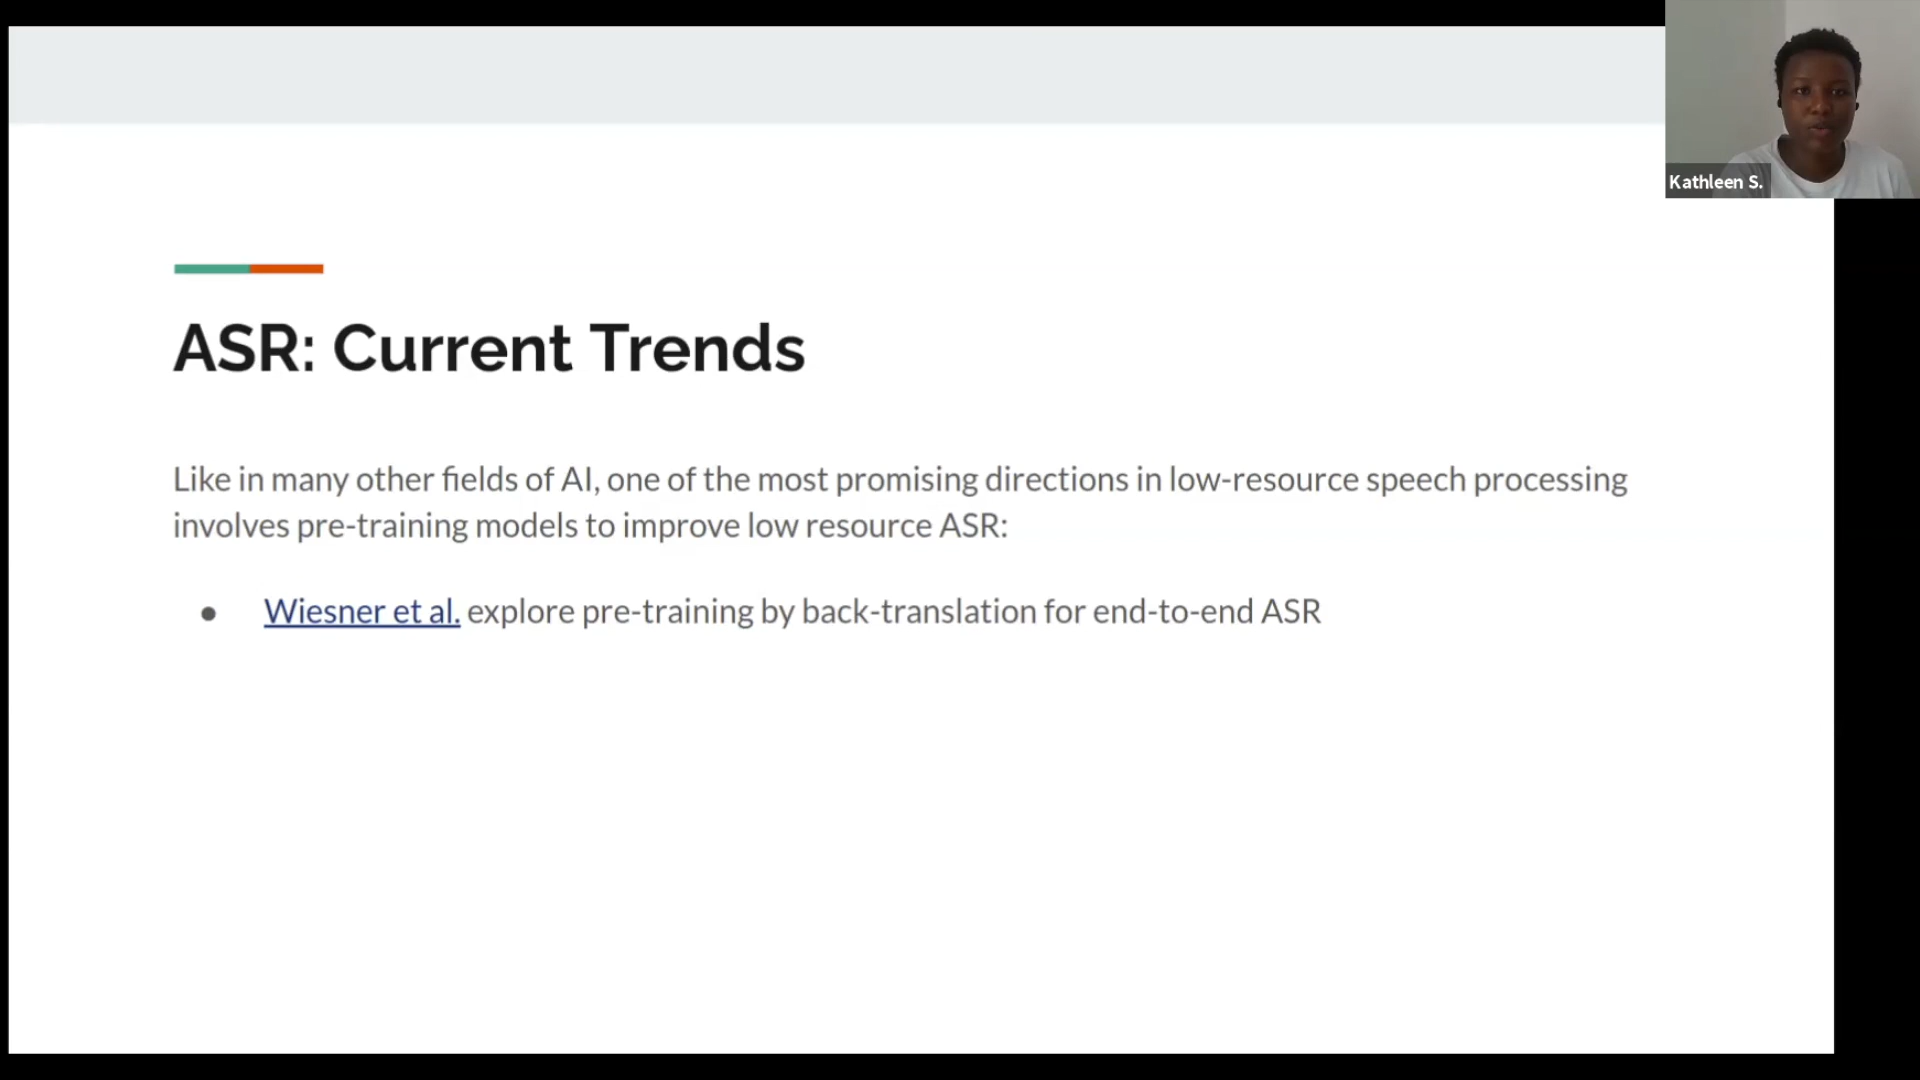 Kathleen S.
ASR: Current Trends
Like in many other fields of AI, one of the most promising directions in low-resource speech processing
involves pre-training models to improve low resource ASR:
● Wiesner et al. explore pre-training by back-translation for end-to-end ASR